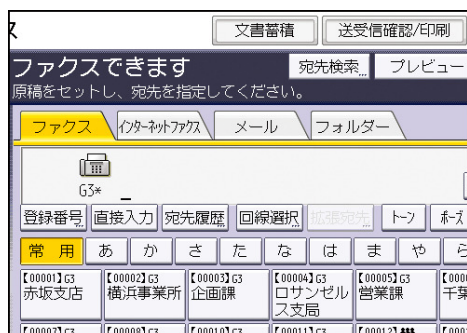 文書蓄積 送受信確認/印刷
ファクスできます 宛先検索 プレビュー
原稿をセットし、宛先を指定してください。
ファクス インターネットファクス メール フォルダー
G3* _
登録番号 直接入力 宛先履歴 回線選択 拡張宛先 トーン ポーズ
常用 あ か さ た な は ま や ら
【00001】G3 【00002】G3 【00003】G3 【00004】G3 【00005】G3
赤坂支店 横浜事業所 企画課 ロサンゼル 営業課 千葉
ス支局